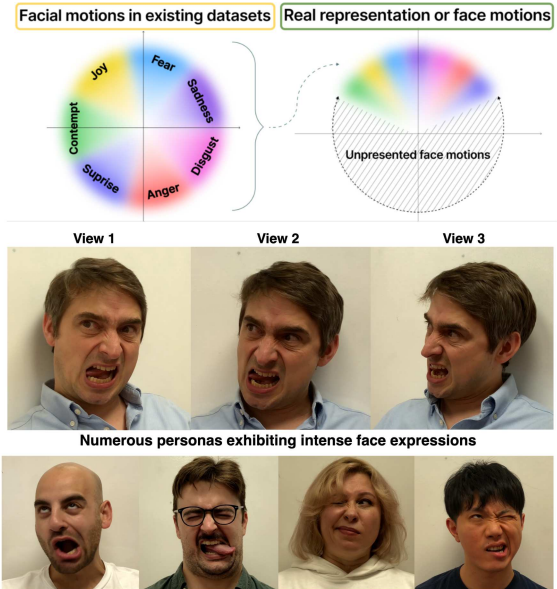 Facial motions in existing datasets
Real representation or face motions
Joy
Fear
Sadness
Disgust
Anger
Suprise
Contempt
Unpresented face motions
View 1
View 2
View 3
Numerous personas exhibiting intense face expressions